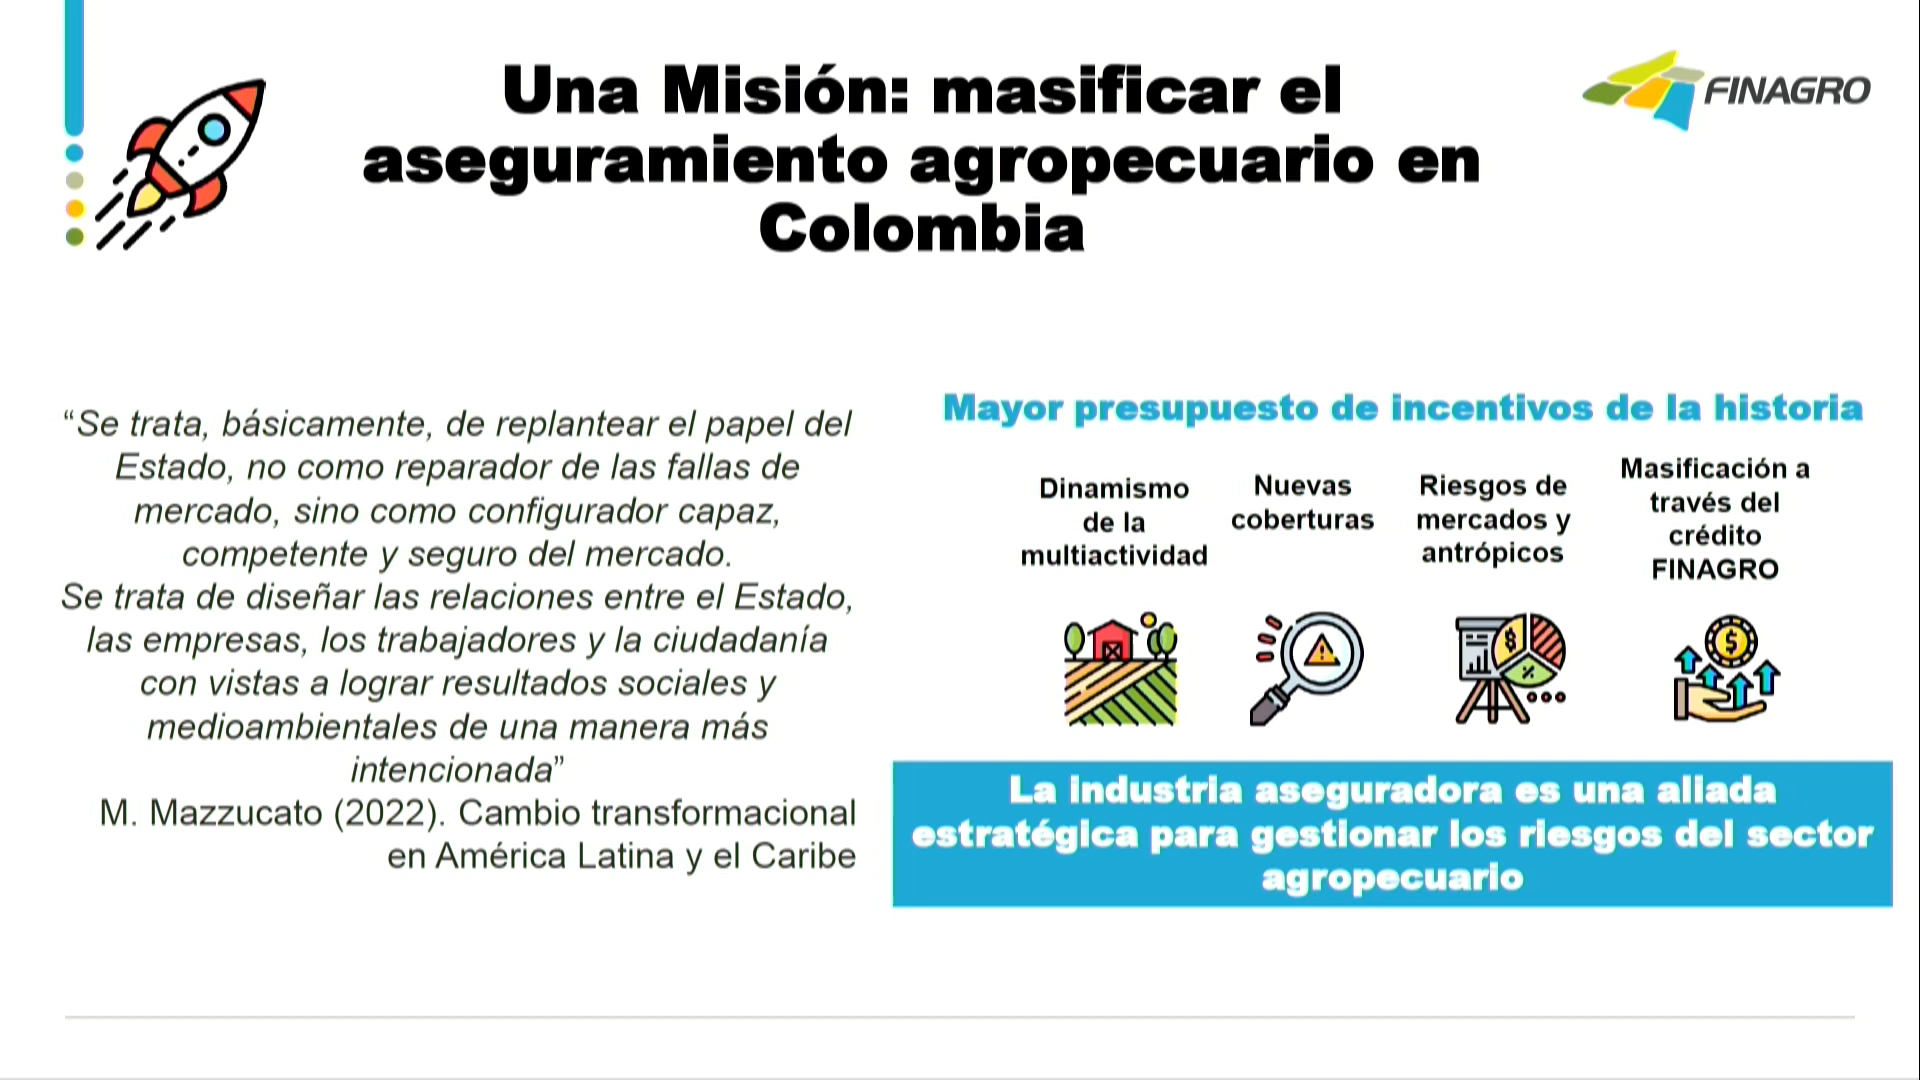 Una Misión: masificar el
aseguramiento agropecuario en
Colombia
FINAGRO
“Se trata, básicamente, de replantear el papel del
Estado, no como reparador de las fallas de
mercado, sino como configurador capaz,
competente y seguro del mercado.
Se trata de diseñar las relaciones entre el Estado,
las empresas, los trabajadores y la ciudadanía
con vistas a lograr resultados sociales y
medioambientales de una manera más
intencionada”
M. Mazzucato (2022). Cambio transformacional
en América Latina y el Caribe
Mayor presupuesto de incentivos de la historia
Dinamismo
de la
multiactividad
Nuevas
coberturas
Riesgos de
mercados y
antrópicos
Masificación a
través del
crédito
FINAGRO
$
$
%
La industria aseguradora es una aliada
estratégica para gestionar los riesgos del sector
agropecuario